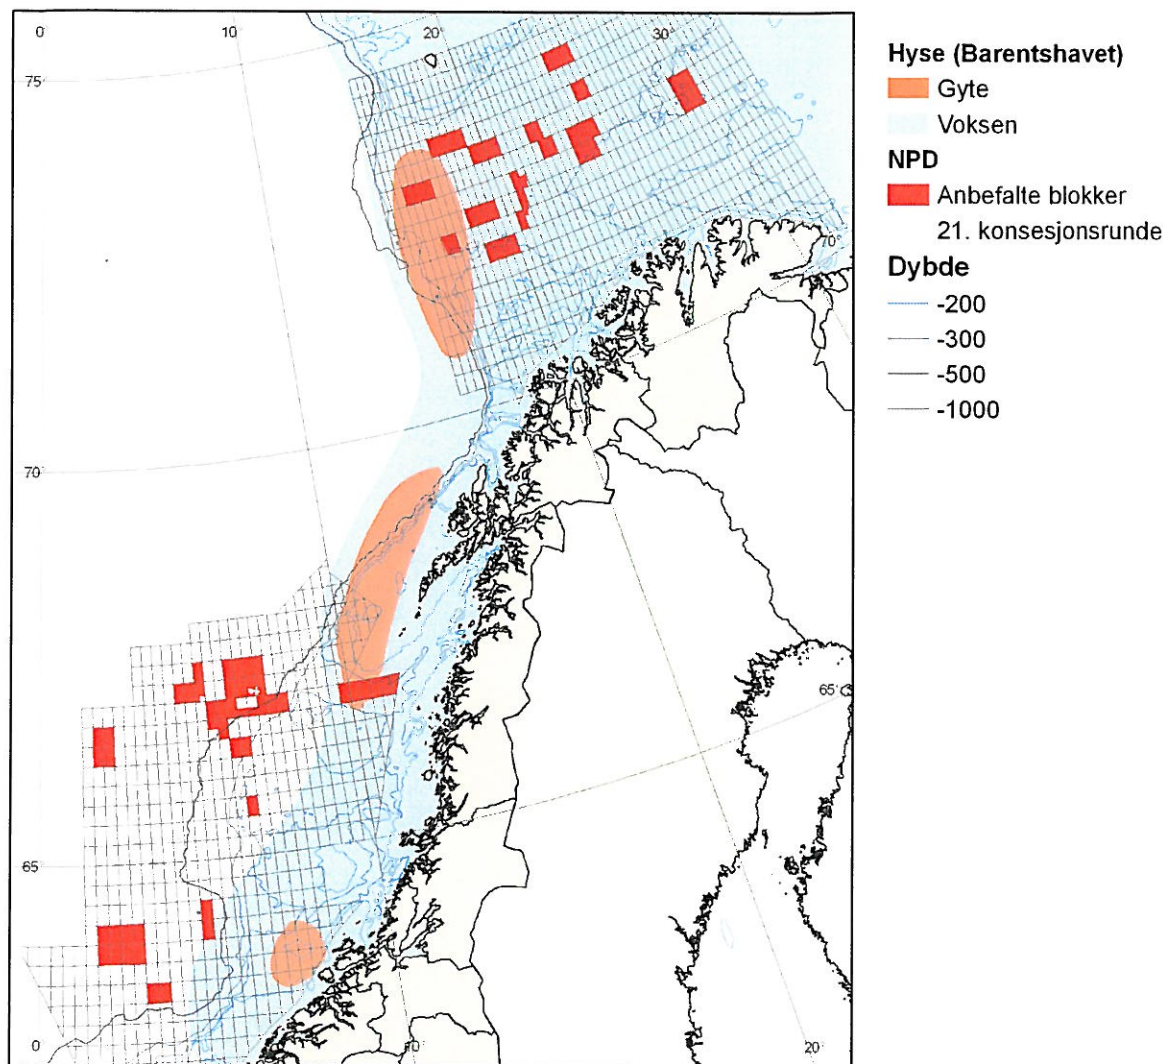 0°
10°
20°
30°
75°
70°
70°
65°
65°
0°
10°
20°
Hyse (Barentshavet)
Gyte
Voksen
NPD
Anbefalte blokker
21. konsesjonsrunde
Dybde
-200
-300
-500
-1000